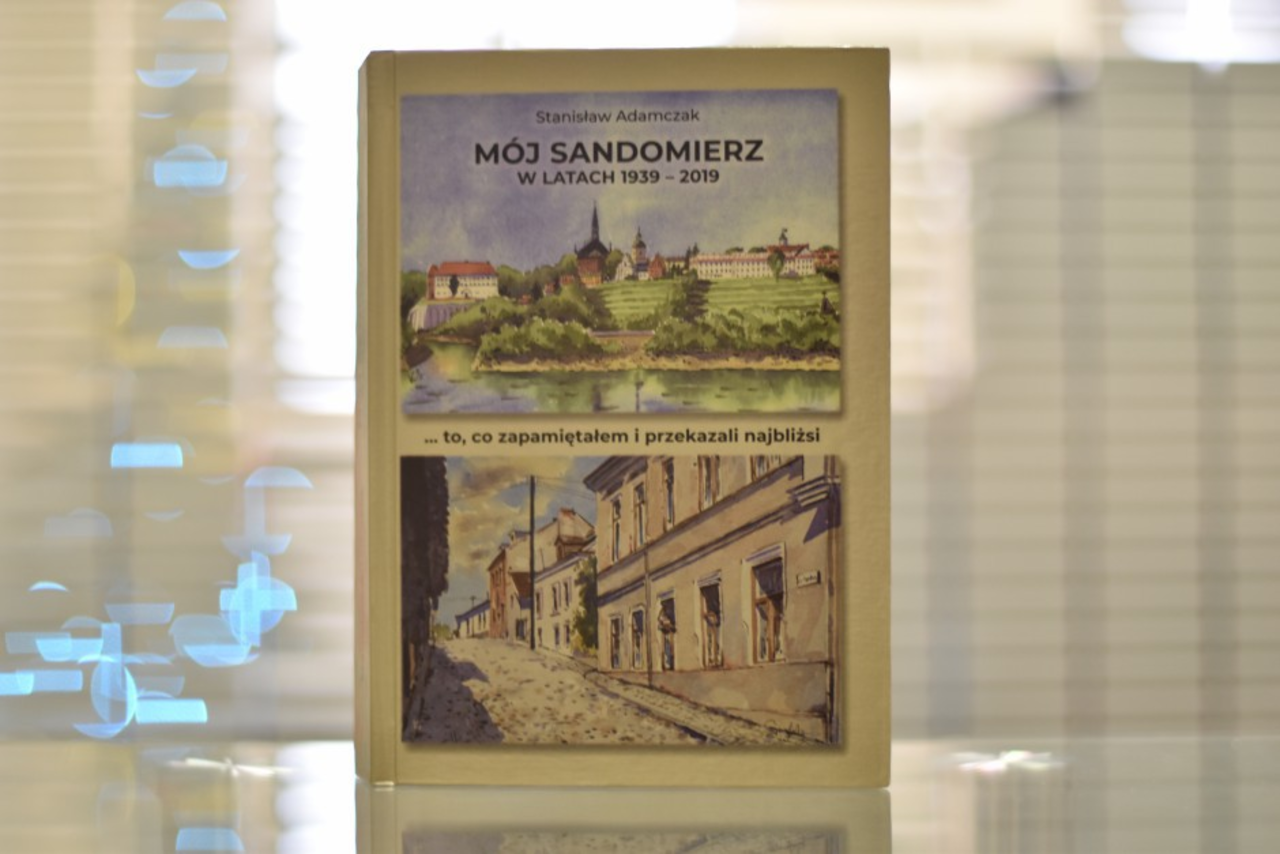 Stanisław Adamczak
MÓJ SANDOMIERZ
W LATACH 1939 – 2019
... to, co zapamiętałem i przekazali najbliżsi